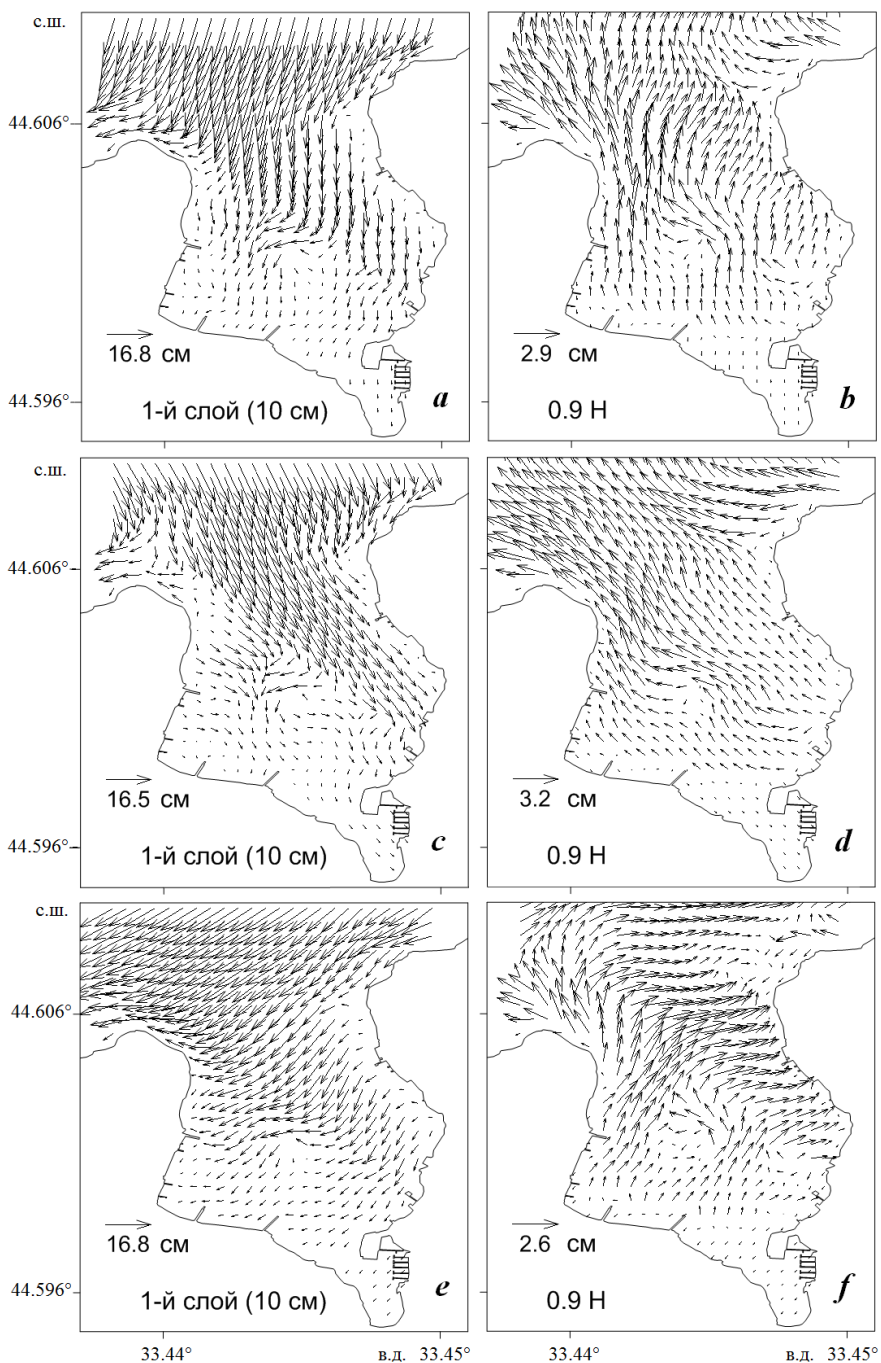 с.ш.
44.606°
16.8 см
2.9 см
1-й слой (10 см)
a
0.9 H
b
44.596°
с.ш.
44.606°
16.5 см
3.2 см
1-й слой (10 см)
c
0.9 H
d
44.596°
с.ш.
44.606°
16.8 см
2.6 см
1-й слой (10 см)
e
0.9 H
f
44.596°
33.44° в.д. 33.45° 33.44° в.д. 33.45°